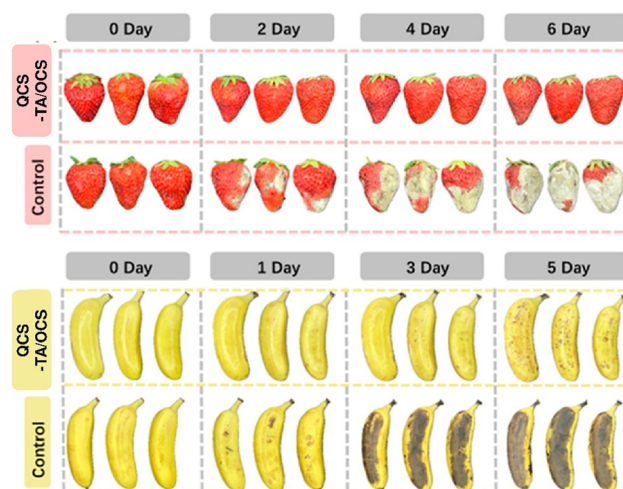 0 Day
2 Day
4 Day
6 Day
QCS
-TA/OCS
Control
0 Day
1 Day
3 Day
5 Day
QCS
-TA/OCS
Control